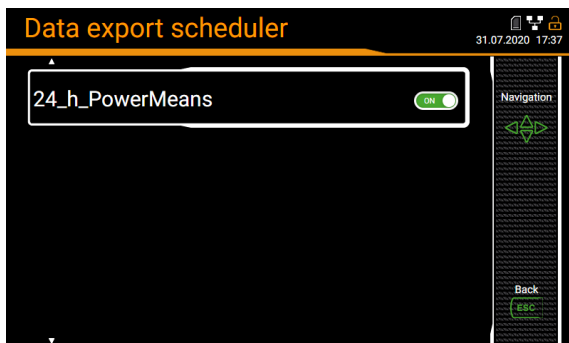 Data export scheduler
31.07.2020 17:37
24_h_PowerMeans
ON
Navigation
Back
ESC